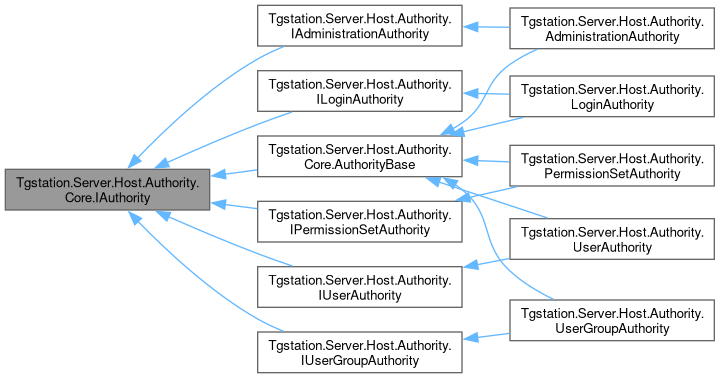 Tgstation.Server.Host.Authority.
Core.IAuthority
Tgstation.Server.Host.Authority.
IAdministrationAuthority
Tgstation.Server.Host.Authority.
ILoginAuthority
Tgstation.Server.Host.Authority.
Core.AuthorityBase
Tgstation.Server.Host.Authority.
IPermissionSetAuthority
Tgstation.Server.Host.Authority.
IUserAuthority
Tgstation.Server.Host.Authority.
IUserGroupAuthority
Tgstation.Server.Host.Authority.
AdministrationAuthority
Tgstation.Server.Host.Authority.
LoginAuthority
Tgstation.Server.Host.Authority.
PermissionSetAuthority
Tgstation.Server.Host.Authority.
UserAuthority
Tgstation.Server.Host.Authority.
UserGroupAuthority